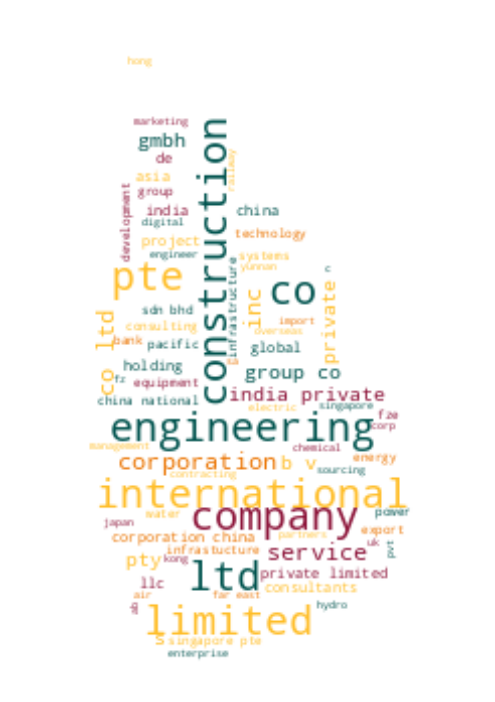 hong
marketing
gmbh
de
asia
group
development
india
digital
project
engineer
construction
railway
china
technology
systems
yunnan
c
pte
co
inc
private
infrastructure
sdn bhd
consulting
co ltd
bank
pacific
import
overseas
global
holding
fz
equipment
group co
china national
india private
electric
singapore
fze
corp
engineering
management
chemical
corporation
b v
energy
sourcing
contracting
international
japan
water
company
power
corporation china
partners
export
infrastucture
service
uk
pvt
pty
kong
ltd
private limited
llc
consultants
air
far east
hydro
limited
s
singapore pte
enterprise